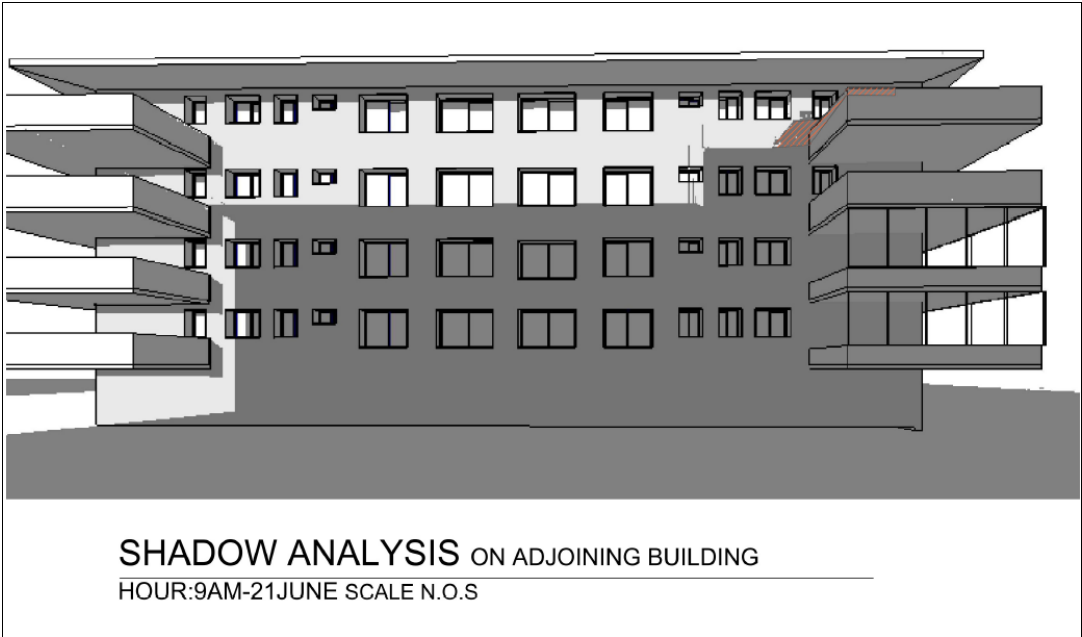 SHADOW ANALYSIS ON ADJOINING BUILDING
HOUR:9AM-21JUNE SCALE N.O.S